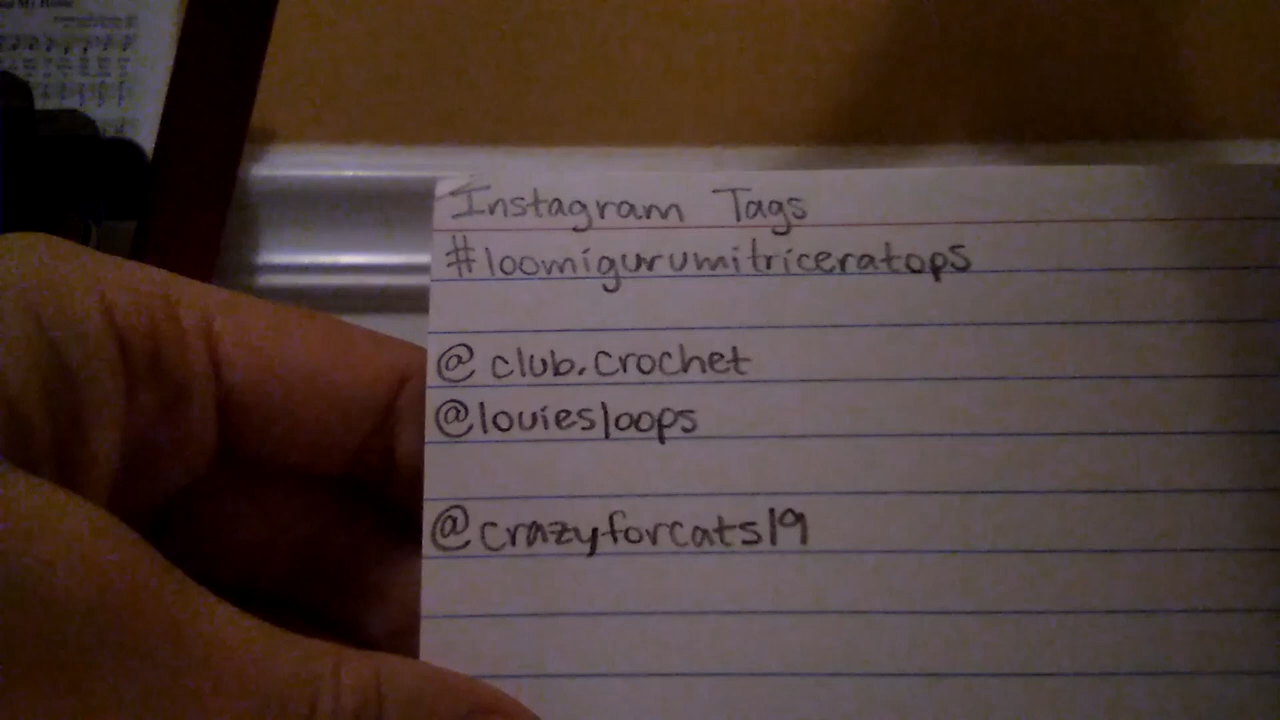 Instagram Tags
#loomigurumitriceratops
@club.crochet
@louiesloops
@crazyforcats19